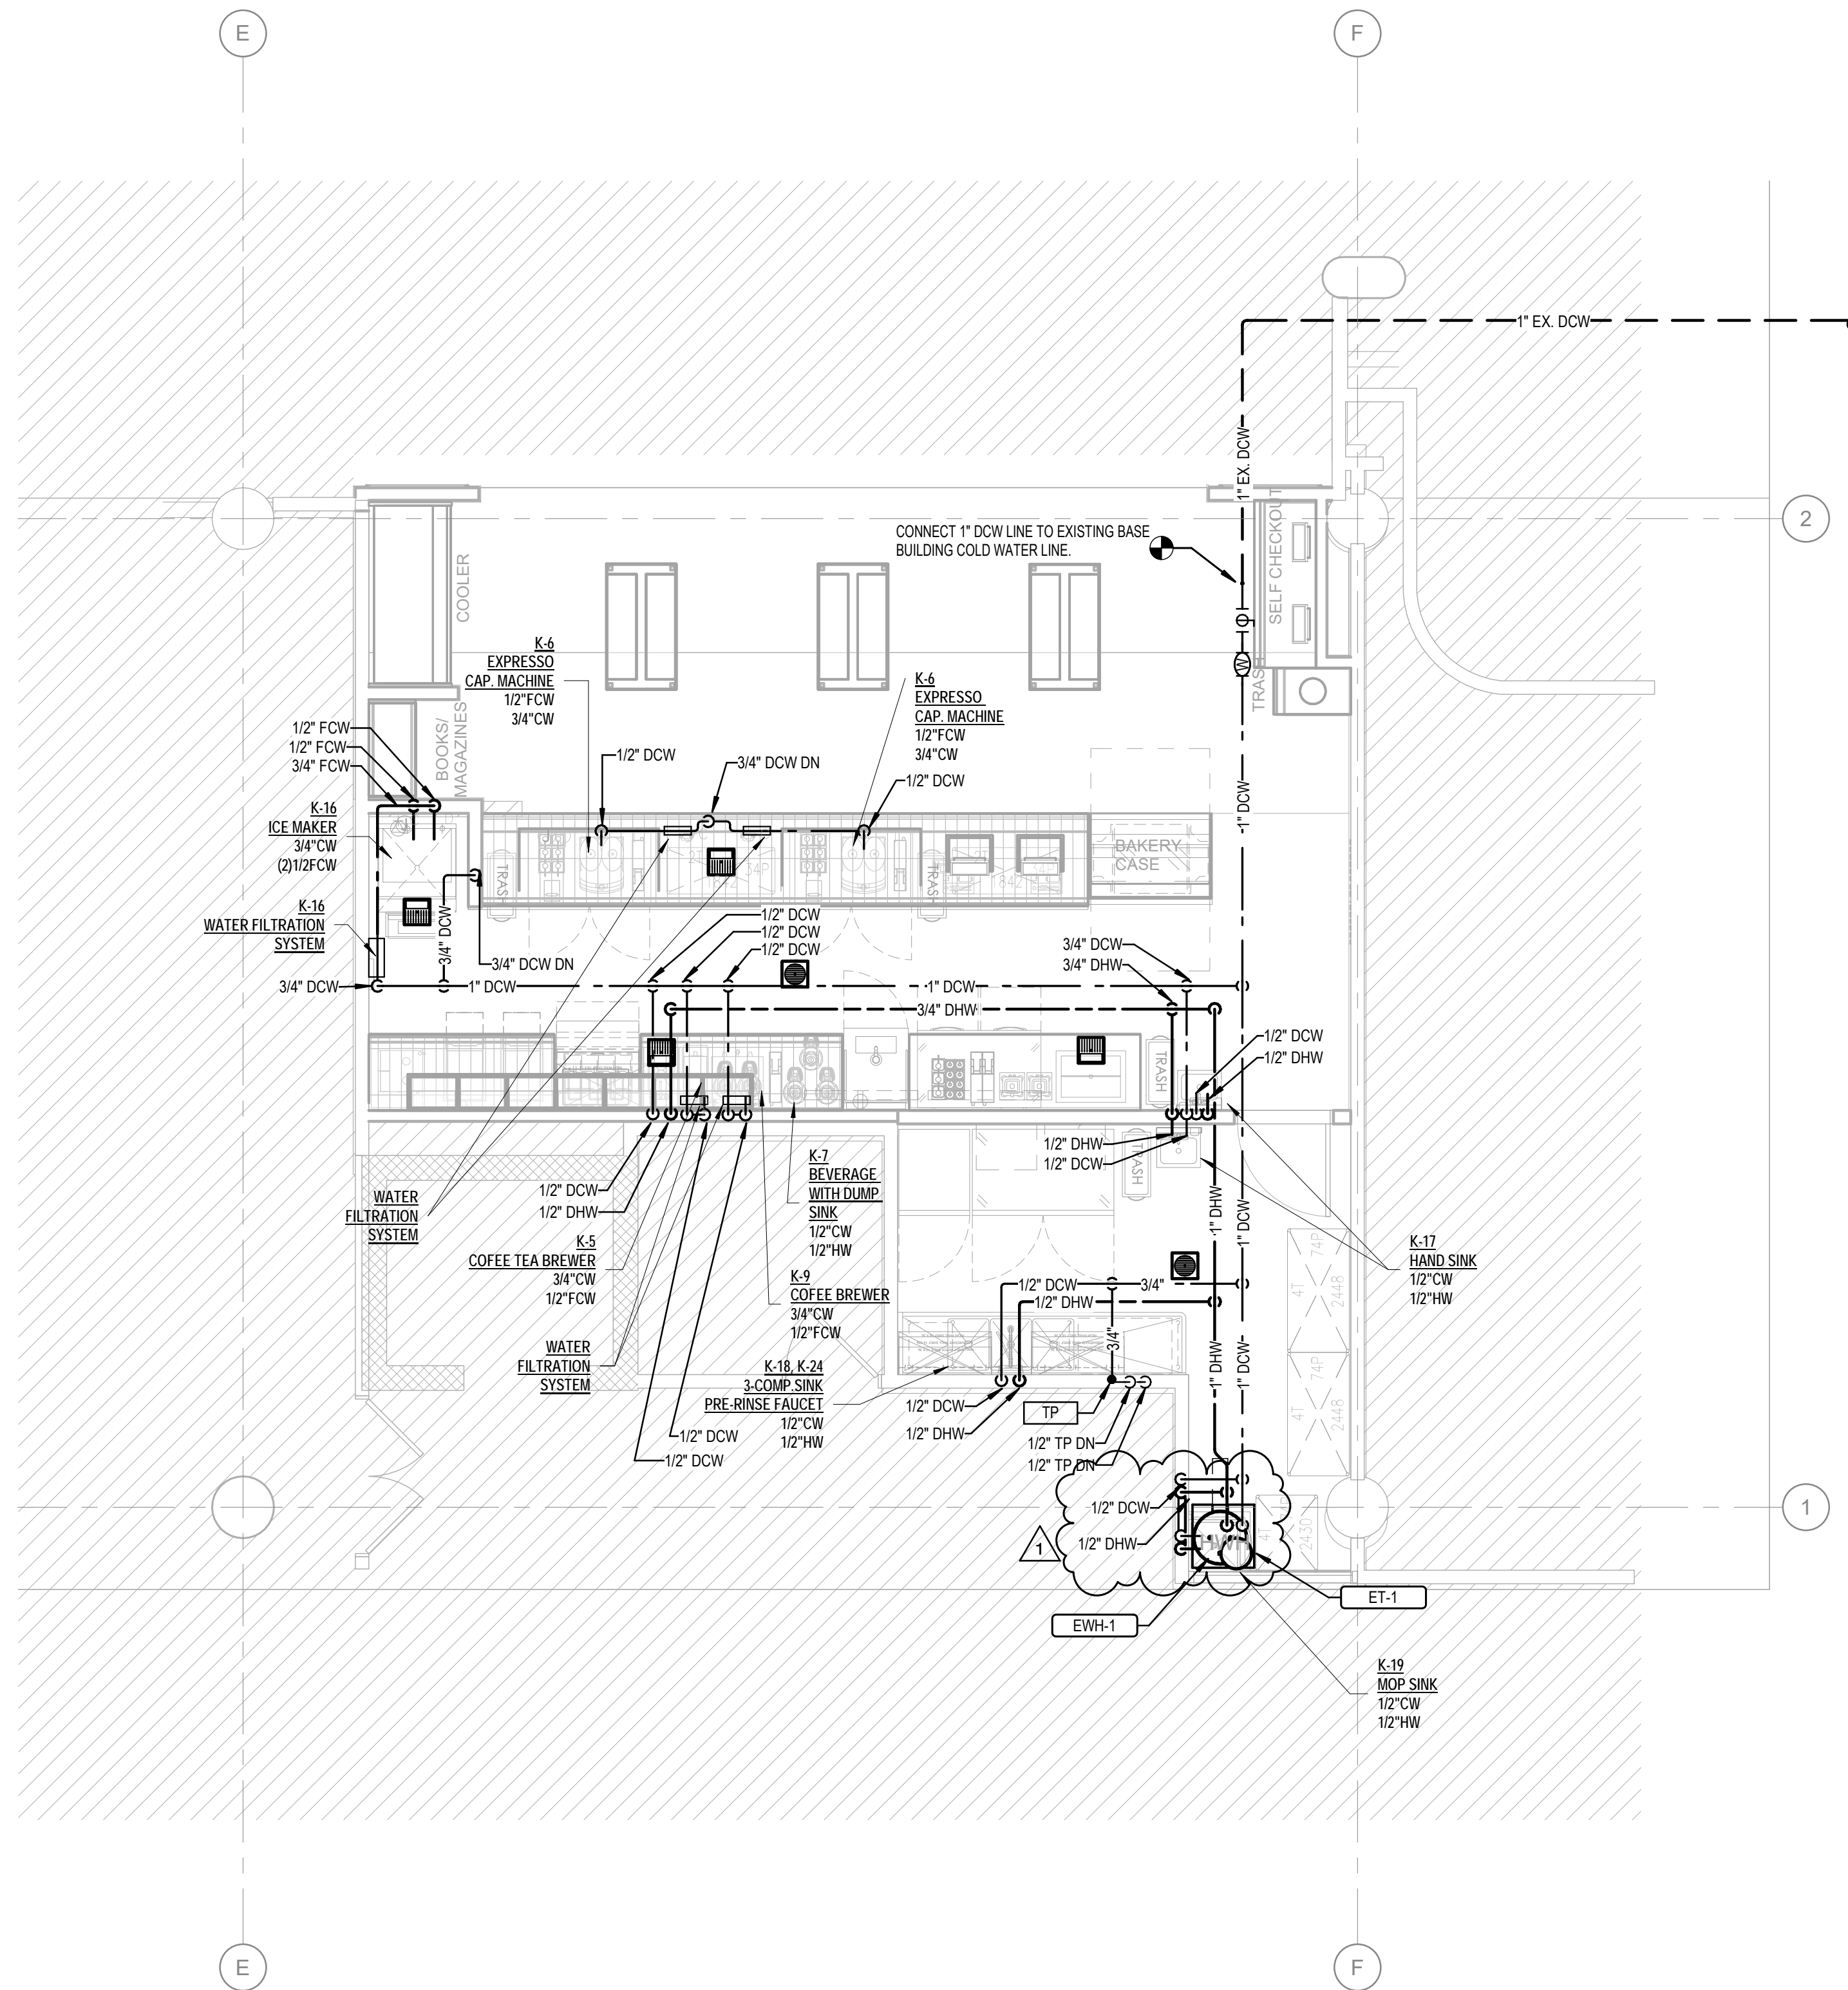 E
F
1" EX. DCW
1" EX. DCW
2
CONNECT 1" DCW LINE TO EXISTING BASE
BUILDING COLD WATER LINE.
SELF CHECKOUT
COOLER
W
TRASH
K-6
EXPRESSO
CAP. MACHINE
1/2"FCW
3/4"CW
K-6
EXPRESSO
CAP. MACHINE
1/2"FCW
3/4"CW
BOOKS/
MAGAZINES
1/2" FCW
1/2" FCW
3/4" FCW
1/2" DCW
3/4" DCW DN
1/2" DCW
1" DCW
K-16
ICE MAKER
3/4"CW
(2)1/2FCW
BAKERY
CASE
TRASH
TRASH
K-16
WATER FILTRATION
SYSTEM
3/4" DCW
3/4" DCW DN
1/2" DCW
1/2" DCW
1/2" DCW
3/4" DCW
3/4" DHW
3/4" DCW
1" DCW
1" DCW
3/4" DHW
1/2" DCW
1/2" DHW
TRASH
1/2" DHW
1/2" DCW
TRASH
WATER
FILTRATION
SYSTEM
1/2" DCW
1/2" DHW
K-7
BEVERAGE
WITH DUMP
SINK
1/2"CW
1/2"HW
1" DHW
1" DCW
K-5
COFEE TEA BREWER
3/4"CW
1/2"FCW
K-9
COFEE BREWER
3/4"CW
1/2"FCW
K-17
HAND SINK
1/2"CW
1/2"HW
1/2" DCW
3/4"
1/2" DHW
3/4"
74P
4T
2448
74P
4T
2448
WATER
FILTRATION
SYSTEM
K-18, K-24
3-COMP.SINK
PRE-RINSE FAUCET
1/2"CW
1/2"HW
1" DHW
1" DCW
1/2" DCW
1/2" DHW
TP
1/2" TP DN
1/2" TP DN
1/2" DCW
1/2" DCW
1/2" DCW
1/2" DHW
1
HWH
4T
2430
1
ET-1
EWH-1
K-19
MOP SINK
1/2"CW
1/2"HW
E
F